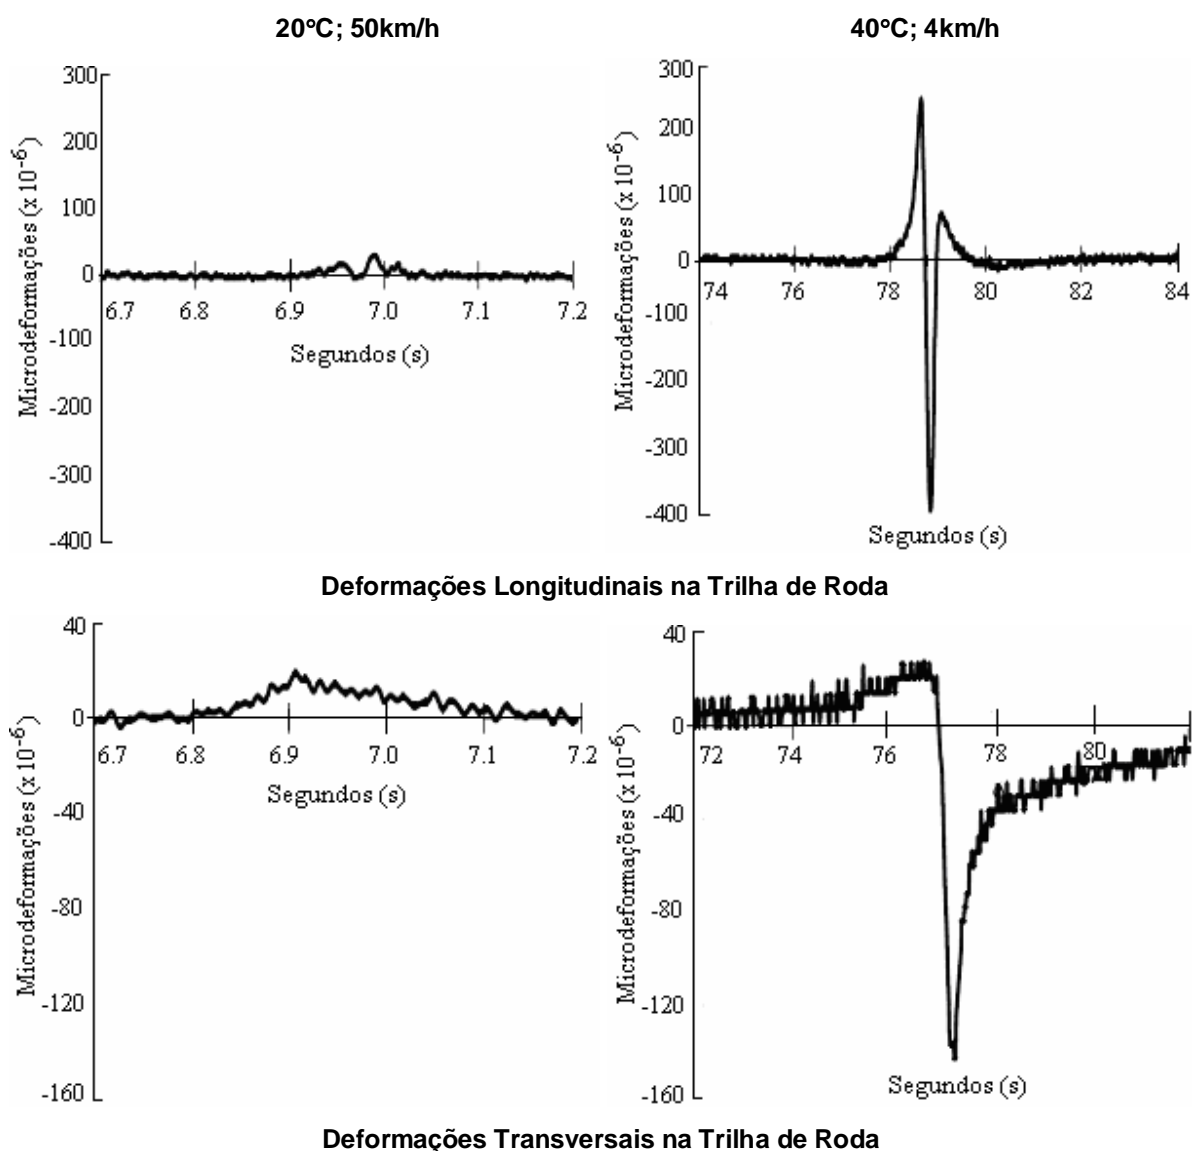 20°C; 50km/h
40°C; 4km/h
300
200
100
0
-100
-200
-300
-400
Microdeformações (x 10⁻⁶)
6.7 6.8 6.9 7.0 7.1 7.2
Segundos (s)
300
200
100
0
-100
-200
-300
-400
Microdeformações (x 10⁻⁶)
74 76 78 80 82 84
Segundos (s)
Deformações Longitudinais na Trilha de Roda
40
0
-40
-80
-120
-160
Microdeformações (x 10⁻⁶)
6.7 6.8 6.9 7.0 7.1 7.2
Segundos (s)
40
0
-40
-80
-120
-160
Microdeformações (x 10⁻⁶)
72 74 76 78 80
Segundos (s)
Deformações Transversais na Trilha de Roda